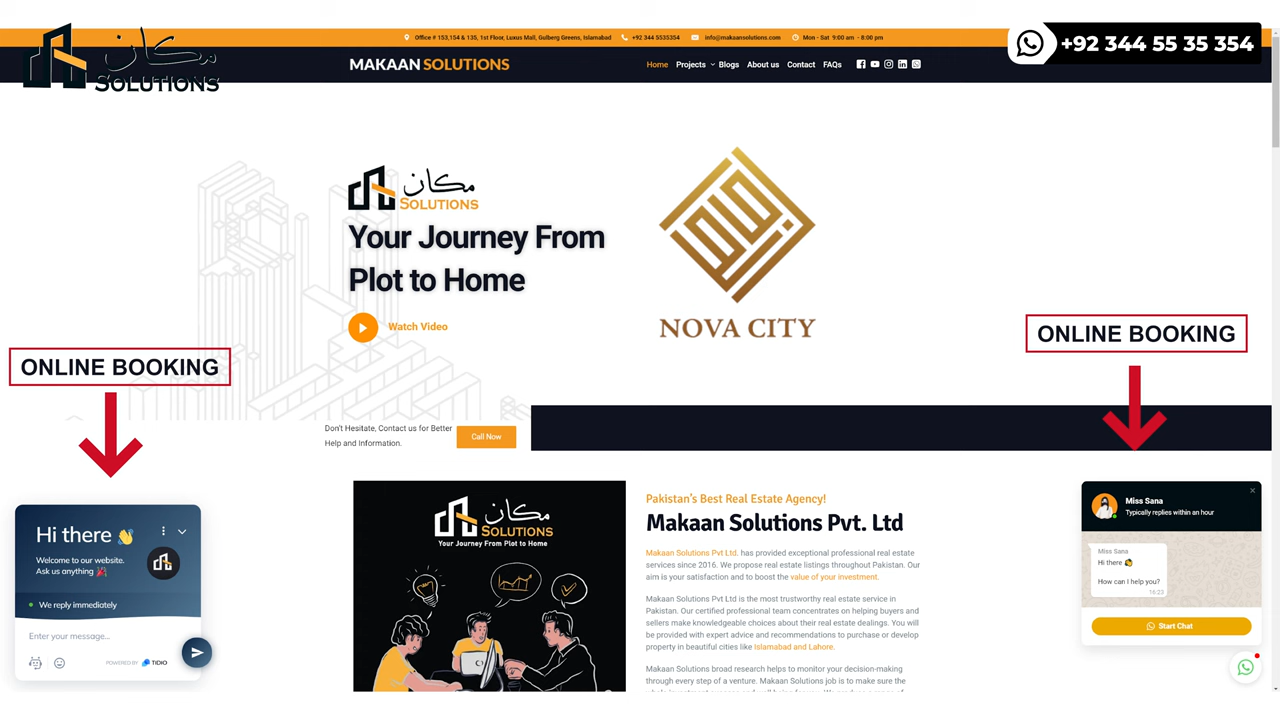 Office # 153,154 & 135, 1st Floor, Luxus Mall, Gulberg Greens, Islamabad
+92 344 5535354
info@makaansolutions.com
Mon - Sat 9:00 am - 8:00 pm
+92 344 55 35 354
مکان
SOLUTIONS
MAKAAN SOLUTIONS
Home Projects Blogs About us Contact FAQs
مکان
SOLUTIONS
Your Journey From
Plot to Home
Watch Video
NOVA CITY
ONLINE BOOKING
ONLINE BOOKING
Don't Hesitate, Contact us for Better
Help and Information.
Call Now
مکان
SOLUTIONS
Your Journey From Plot to Home
Pakistan's Best Real Estate Agency!
Makaan Solutions Pvt. Ltd
Makaan Solutions Pvt Ltd. has provided exceptional professional real estate
services since 2016. We propose real estate listings throughout Pakistan. Our
aim is your satisfaction and to boost the value of your investment.
Makaan Solutions Pvt Ltd is the most trustworthy real estate service in
Pakistan. Our certified professional team concentrates on helping buyers and
sellers make knowledgeable choices about their real estate dealings. You will
be provided with expert advice and recommendations to purchase or develop
property in beautiful cities like Islamabad and Lahore.
Makaan Solutions broad research helps to monitor your decision-making
through every step of a venture. Makaan Solutions job is to make sure the
Hi there
Welcome to our website.
Ask us anything
We reply immediately
Enter your message...
POWERED BY TIDIO
Miss Sana
Typically replies within an hour
Miss Sana
Hi there
How can I help you?
16:23
Start Chat